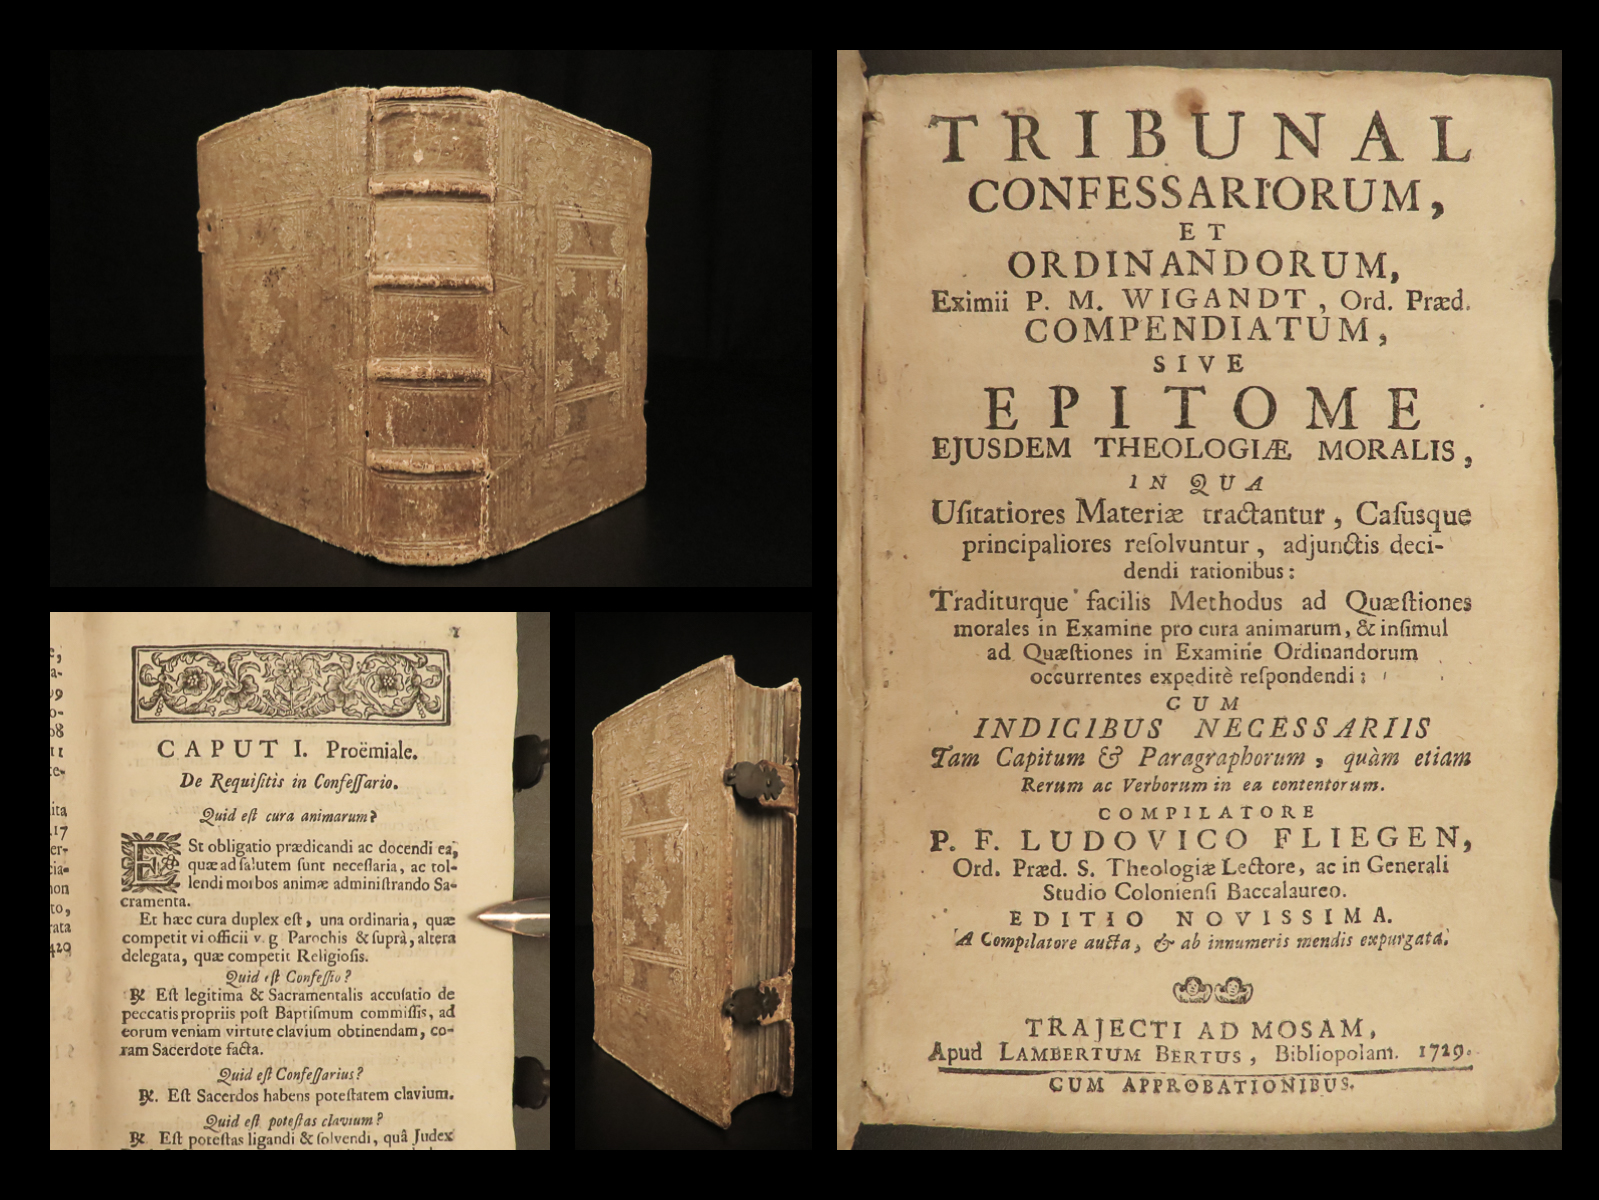 TRIBUNAL
CONFESSARIORUM,
ET
ORDINANDORUM,
Eximii P. M. WIGANDT, Ord. Præd.
COMPENDIATUM,
SIVE
EPITOME
EJUSDEM THEOLOGIÆ MORALIS,
IN QUA
Uſitatiores Materiæ tractantur, Caſusque
principaliores reſolvuntur, adjunctis deci-
dendi rationibus:
Traditurque facilis Methodus ad Quæſtiones
morales in Examine pro cura animarum, & inſimul
ad Quæſtiones in Examine Ordinandorum
occurrentes expeditè reſpondendi:
CUM
INDICIBUS NECESSARIIS
Tam Capitum & Paragraphorum, quàm etiam
Rerum ac Verborum in ea contentorum.
COMPILATORE
P. F. LUDOVICO FLIEGEN,
Ord. Præd. S. Theologiæ Lectore, ac in Generali
Studio Colonienſi Baccalaureo.
EDITIO NOVISSIMA.
A Compilatore aucta, & ab innumeris mendis expurgata.
TRAJECTI AD MOSAM,
Apud LAMBERTUM BERTUS, Bibliopolam. 1729.
CUM APPROBATIONIBUS.
CAPUT I. Proëmiale.
De Requiſitis in Confeſſario.
Quid eſt cura animarum?
Eſt obligatio prædicandi ac docendi ea,
quæ ad ſalutem ſunt neceſſaria, ac tol-
lendi morbos animæ adminiſtrando Sa-
cramenta.
Et hæc cura duplex eſt, una ordinaria, quæ
competit vi officii v. g Parochis & ſuprà, altera
delegata, quæ competit Religioſis.
Quid eſt Confeſſio?
℟ Eſt legitima & Sacramentalis accuſatio de
peccatis propriis poſt Baptiſmum commiſſis, ad
eorum veniam virture clavium obtinendam, co-
ram Sacerdote facta.
Quid eſt Confeſſarius?
℟. Eſt Sacerdos habens poteſtatem clavium.
Quid eſt poteſtas clavium?
℟ Eſt poteſtas ligandi & ſolvendi, quâ Judex